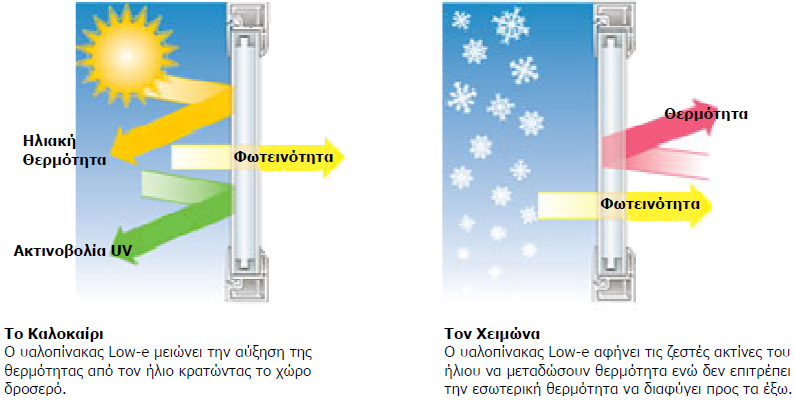 Ηλιακή
Θερμότητα
Φωτεινότητα
Ακτινοβολία UV
Θερμότητα
Φωτεινότητα
Το Καλοκαίρι
Ο υαλοπίνακας Low-e μειώνει την αύξηση της
θερμότητας από τον ήλιο κρατώντας το χώρο
δροσερό.
Τον Χειμώνα
Ο υαλοπίνακας Low-e αφήνει τις ζεστές ακτίνες του
ήλιου να μεταδώσουν θερμότητα ενώ δεν επιτρέπει
την εσωτερική θερμότητα να διαφύγει προς τα έξω.